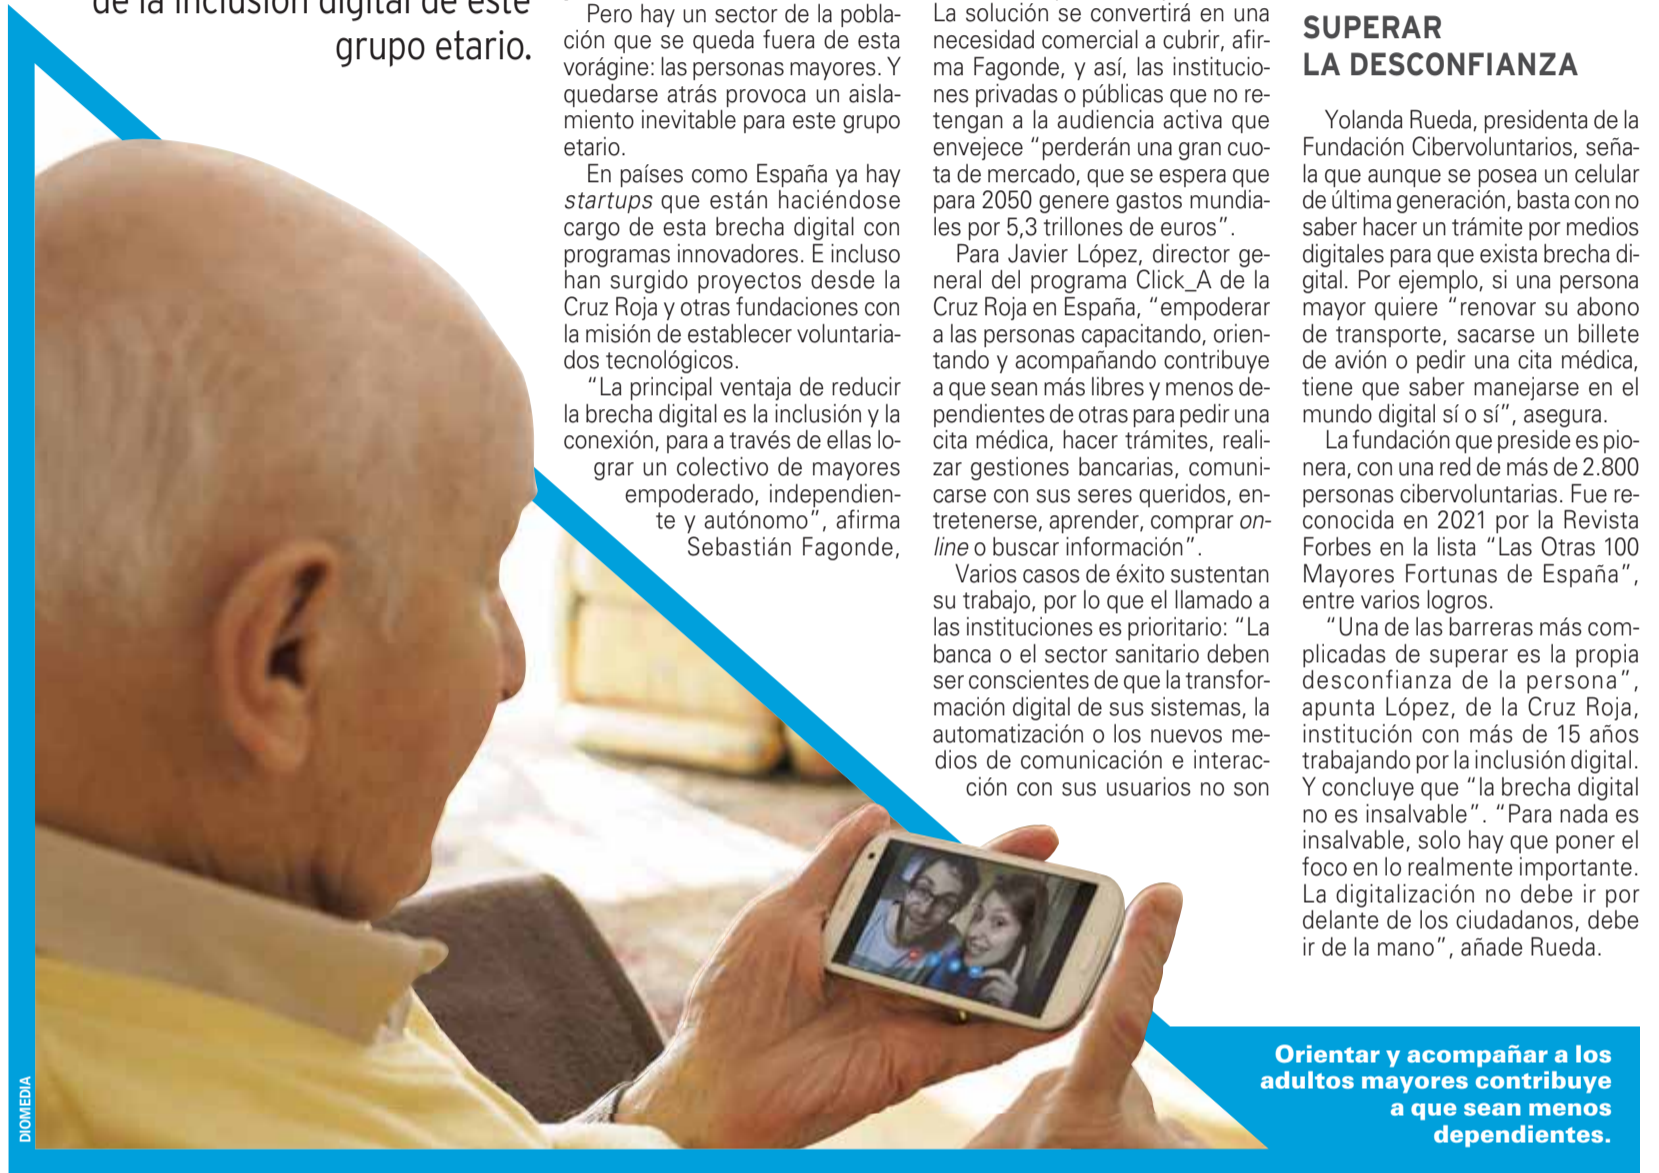 de la inclusión digital de este
grupo etario.
Pero hay un sector de la pobla-
ción que se queda fuera de esta
vorágine: las personas mayores. Y
quedarse atrás provoca un aisla-
miento inevitable para este grupo
etario.
En países como España ya hay
startups que están haciéndose
cargo de esta brecha digital con
programas innovadores. E incluso
han surgido proyectos desde la
Cruz Roja y otras fundaciones con
la misión de establecer voluntaria-
dos tecnológicos.
“La principal ventaja de reducir
la brecha digital es la inclusión y la
conexión, para a través de ellas lo-
grar un colectivo de mayores
empoderado, independien-
te y autónomo”, afirma
Sebastián Fagonde,
La solución se convertirá en una
necesidad comercial a cubrir, afir-
ma Fagonde, y así, las institucio-
nes privadas o públicas que no re-
tengan a la audiencia activa que
envejece “perderán una gran cuo-
ta de mercado, que se espera que
para 2050 genere gastos mundia-
les por 5,3 trillones de euros”.
Para Javier López, director ge-
neral del programa Click_A de la
Cruz Roja en España, “empoderar
a las personas capacitando, orien-
tando y acompañando contribuye
a que sean más libres y menos de-
pendientes de otras para pedir una
cita médica, hacer trámites, reali-
zar gestiones bancarias, comuni-
carse con sus seres queridos, en-
tretenerse, aprender, comprar on-
line o buscar información”.
Varios casos de éxito sustentan
su trabajo, por lo que el llamado a
las instituciones es prioritario: “La
banca o el sector sanitario deben
ser conscientes de que la transfor-
mación digital de sus sistemas, la
automatización o los nuevos me-
dios de comunicación e interac-
ción con sus usuarios no son
SUPERAR
LA DESCONFIANZA
Yolanda Rueda, presidenta de la
Fundación Cibervoluntarios, seña-
la que aunque se posea un celular
de última generación, basta con no
saber hacer un trámite por medios
digitales para que exista brecha di-
gital. Por ejemplo, si una persona
mayor quiere “renovar su abono
de transporte, sacarse un billete
de avión o pedir una cita médica,
tiene que saber manejarse en el
mundo digital sí o sí”, asegura.
La fundación que preside es pio-
nera, con una red de más de 2.800
personas cibervoluntarias. Fue re-
conocida en 2021 por la Revista
Forbes en la lista “Las Otras 100
Mayores Fortunas de España”,
entre varios logros.
“Una de las barreras más com-
plicadas de superar es la propia
desconfianza de la persona”,
apunta López, de la Cruz Roja,
institución con más de 15 años
trabajando por la inclusión digital.
Y concluye que “la brecha digital
no es insalvable”. “Para nada es
insalvable, solo hay que poner el
foco en lo realmente importante.
La digitalización no debe ir por
delante de los ciudadanos, debe
ir de la mano”, añade Rueda.
Orientar y acompañar a los
adultos mayores contribuye
a que sean menos
dependientes.
DIOMEDIA